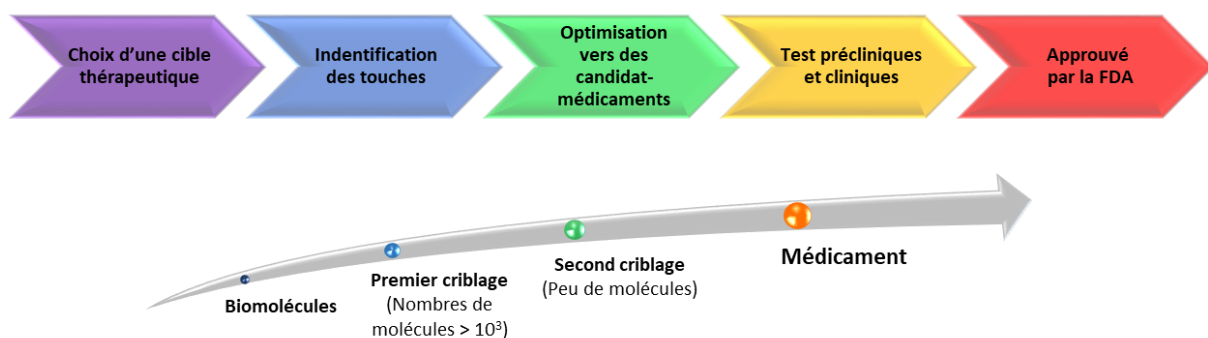 Choix d'une cible
thérapeutique
Indentification
des touches
Optimisation
vers des
candidat-
médicaments
Test précliniques
et cliniques
Approuvé
par la FDA
Biomolécules
Premier criblage
(Nombres de
molécules > 10³)
Second criblage
(Peu de molécules)
Médicament